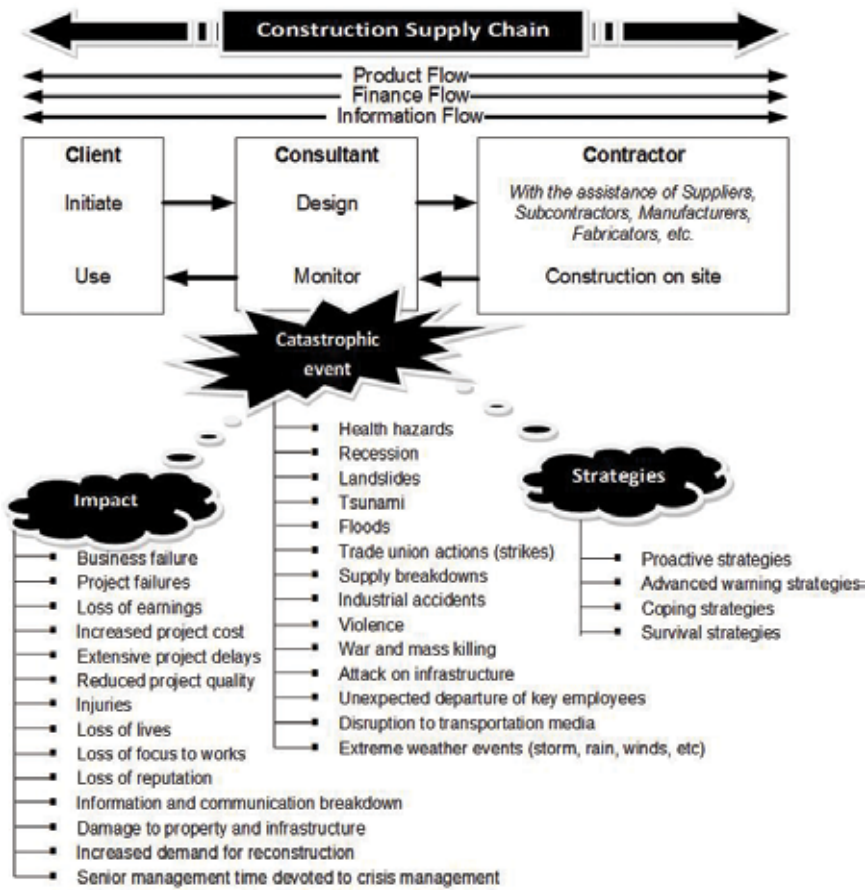 Construction Supply Chain
Product Flow
Finance Flow
Information Flow
Client
Initiate
Use
Consultant
Design
Monitor
Contractor
With the assistance of Suppliers,
Subcontractors, Manufacturers,
Fabricators, etc.
Construction on site
Catastrophic
event
Health hazards
Recession
Landslides
Tsunami
Floods
Trade union actions (strikes)
Supply breakdowns
Industrial accidents
Violence
War and mass killing
Attack on infrastructure
Unexpected departure of key employees
Disruption to transportation media
Extreme weather events (storm, rain, winds, etc)
Impact
Business failure
Project failures
Loss of earnings
Increased project cost
Extensive project delays
Reduced project quality
Injuries
Loss of lives
Loss of focus to works
Loss of reputation
Information and communication breakdown
Damage to property and infrastructure
Increased demand for reconstruction
Senior management time devoted to crisis management
Strategies
Proactive strategies
Advanced warning strategies
Coping strategies
Survival strategies